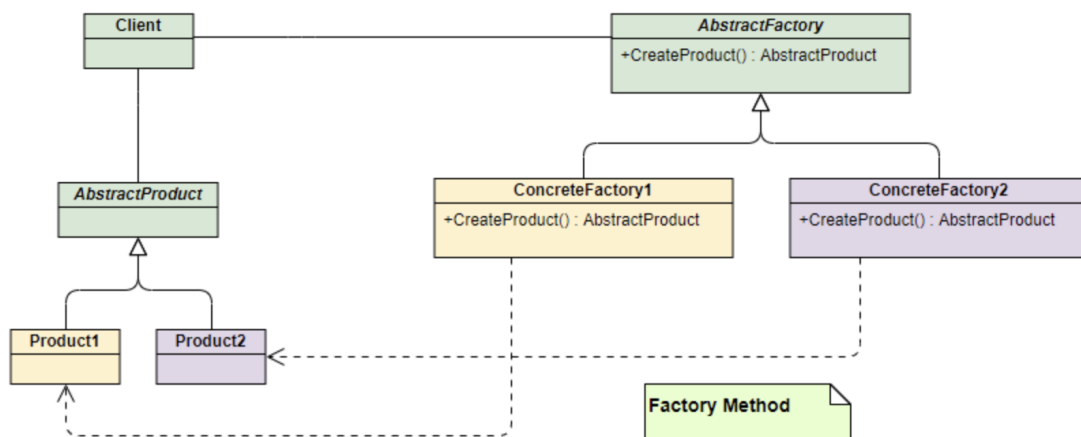 Client
AbstractFactory
+CreateProduct() : AbstractProduct
AbstractProduct
ConcreteFactory1
+CreateProduct() : AbstractProduct
ConcreteFactory2
+CreateProduct() : AbstractProduct
Product1
Product2
Factory Method